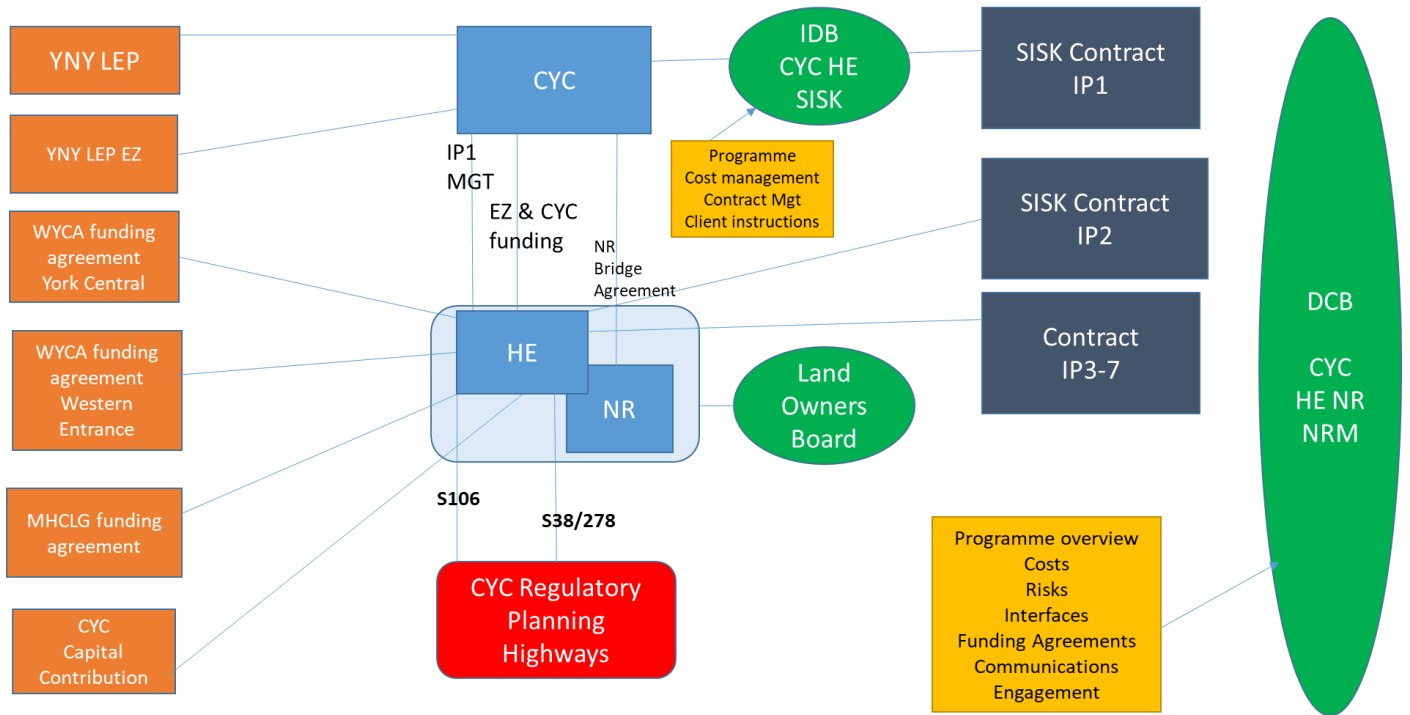 YNY LEP
YNY LEP EZ
WYCA funding
agreement
York Central
WYCA funding
agreement
Western
Entrance
MHCLG funding
agreement
CYC
Capital
Contribution
CYC
IP1
MGT
EZ & CYC
funding
NR
Bridge
Agreement
HE
NR
S106
S38/278
CYC Regulatory
Planning
Highways
IDB
CYC HE
SISK
Programme
Cost management
Contract Mgt
Client instructions
Land
Owners
Board
SISK Contract
IP1
SISK Contract
IP2
Contract
IP3-7
Programme overview
Costs
Risks
Interfaces
Funding Agreements
Communications
Engagement
DCB
CYC
HE NR
NRM